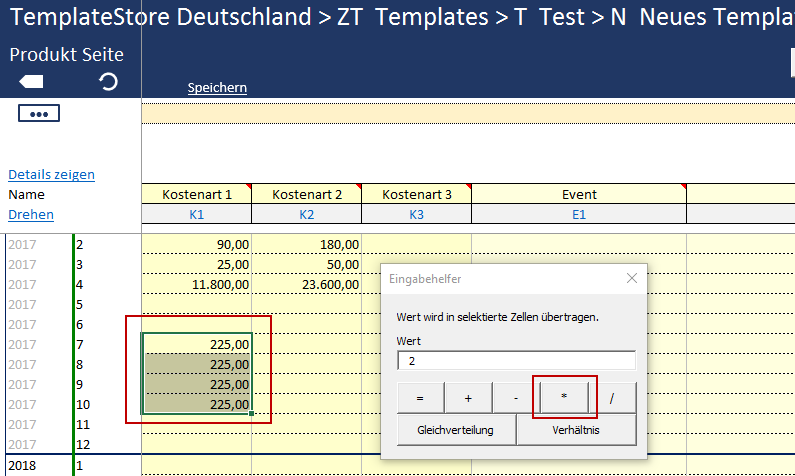 TemplateStore Deutschland > ZT Templates > T Test > N Neues Templa
Produkt Seite
Speichern
•••
Details zeigen
Name Kostenart 1 Kostenart 2 Kostenart 3 Event
Drehen K1 K2 K3 E1
2017 2 90,00 180,00
2017 3 25,00 50,00
2017 4 11.800,00 23.600,00
2017 5
2017 6
2017 7 225,00
2017 8 225,00
2017 9 225,00
2017 10 225,00
2017 11
2017 12
2018 1
Eingabehelfer
Wert wird in selektierte Zellen übertragen.
Wert
2
= + - * /
Gleichverteilung Verhältnis